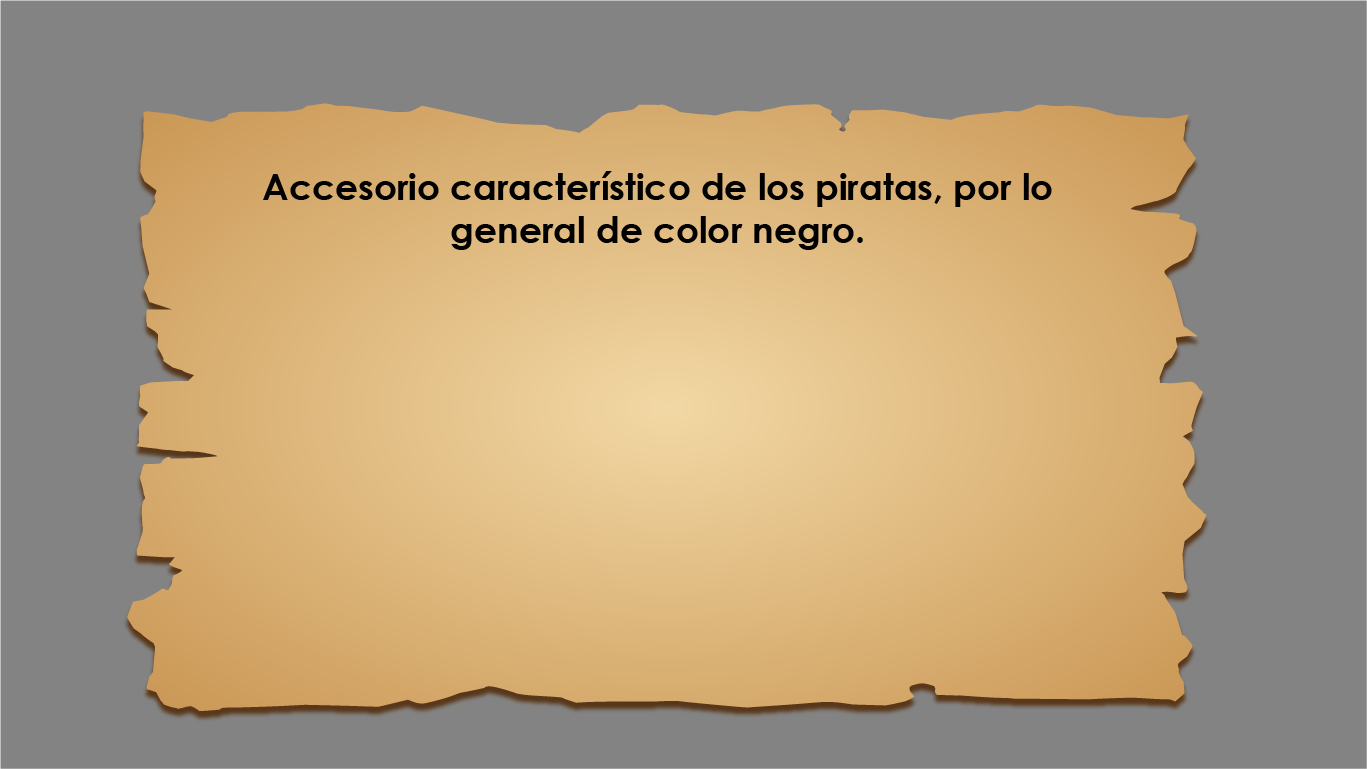 Accesorio característico de los piratas, por lo
general de color negro.